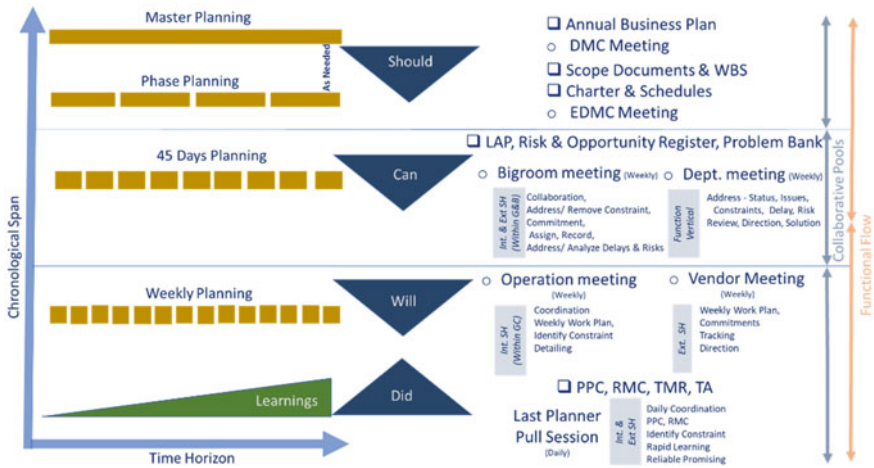 Master Planning
As Needed
Should
Phase Planning
❑ Annual Business Plan
○ DMC Meeting
❑ Scope Documents & WBS
❑ Charter & Schedules
○ EDMC Meeting
45 Days Planning
Can
❑ LAP, Risk & Opportunity Register, Problem Bank
○ Bigroom meeting (Weekly)
Int. & Ext SH
(Within G&B)
Collaboration,
Address/ Remove Constraint,
Commitment,
Assign, Record,
Address/ Analyze Delays & Risks
○ Dept. meeting (Weekly)
Function
Vertical
Address - Status, Issues,
Constraints, Delay, Risk
Review, Direction, Solution
Weekly Planning
Will
○ Operation meeting
(Weekly)
Int. SH
(Within GC)
Coordination
Weekly Work Plan,
Identify Constraint
Detailing
○ Vendor Meeting
(Weekly)
Ext. SH
Weekly Work Plan,
Commitments
Tracking
Direction
Learnings
Did
❑ PPC, RMC, TMR, TA
Last Planner
Pull Session
(Daily)
Int. &
Ext SH
Daily Coordination
PPC, RMC
Identify Constraint
Rapid Learning
Reliable Promising
Chronological Span
Time Horizon
Collaborative Pools
Functional Flow